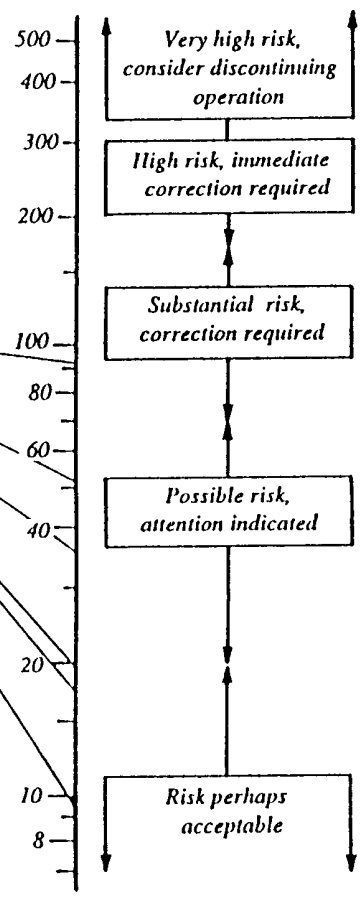 500
400
300
200
100
80
60
40
20
10
8
Very high risk,
consider discontinuing
operation
High risk, immediate
correction required
Substantial risk,
correction required
Possible risk,
attention indicated
Risk perhaps
acceptable